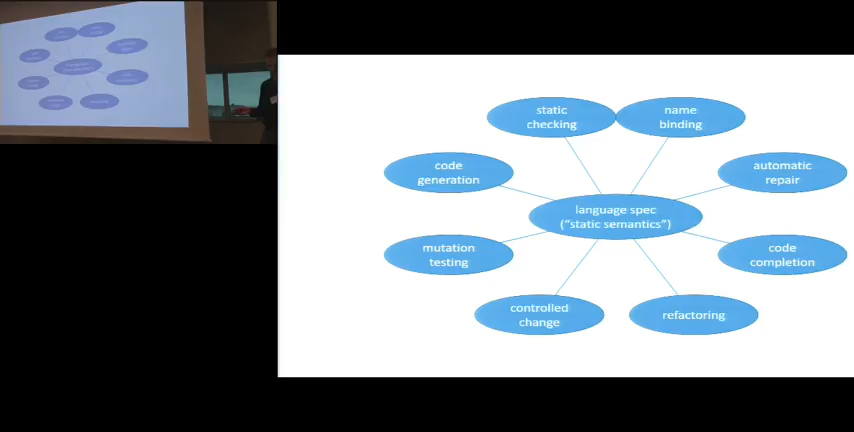 static
checking
name
binding
code
generation
automatic
repair
language spec
("static semantics")
mutation
testing
code
completion
controlled
change
refactoring